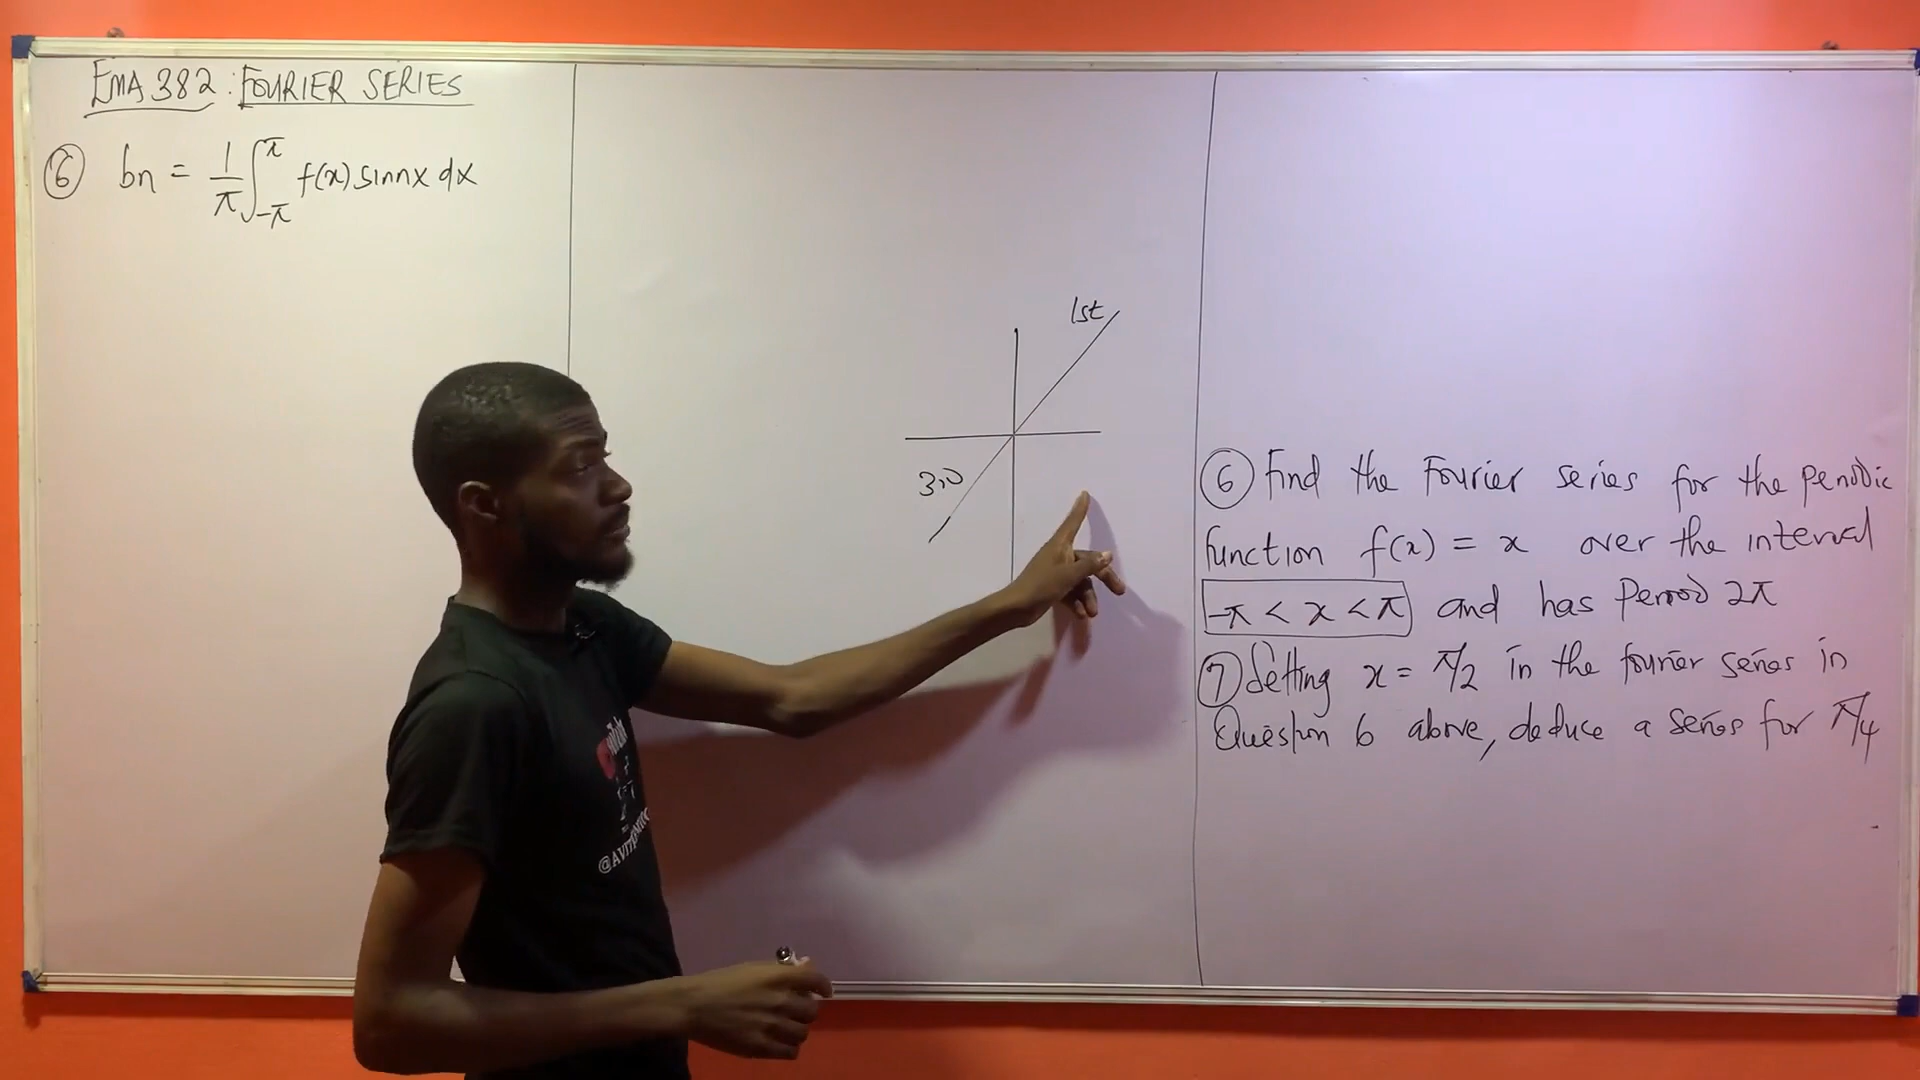 EMA 382 : FOURIER SERIES
⑥ bn = 1/π ∫_{-π}^{π} f(x) sinnx dx
1st
3rd
⑥ Find the Fourier series for the periodic
function f(x) = x over the interval
-π < x < π and has Period 2π
⑦ Setting x = π/2 in the fourier series in
Question 6 above, deduce a series for π/4